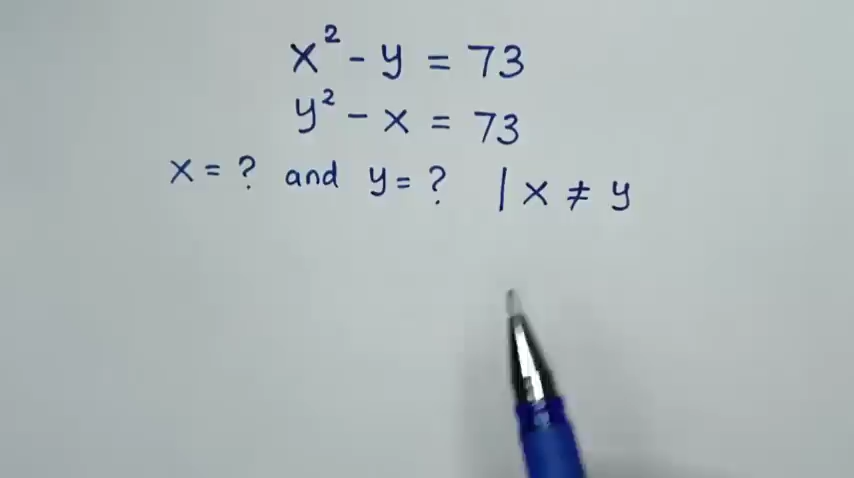 x² - y = 73
y² - x = 73
x = ? and y = ? | x ≠ y